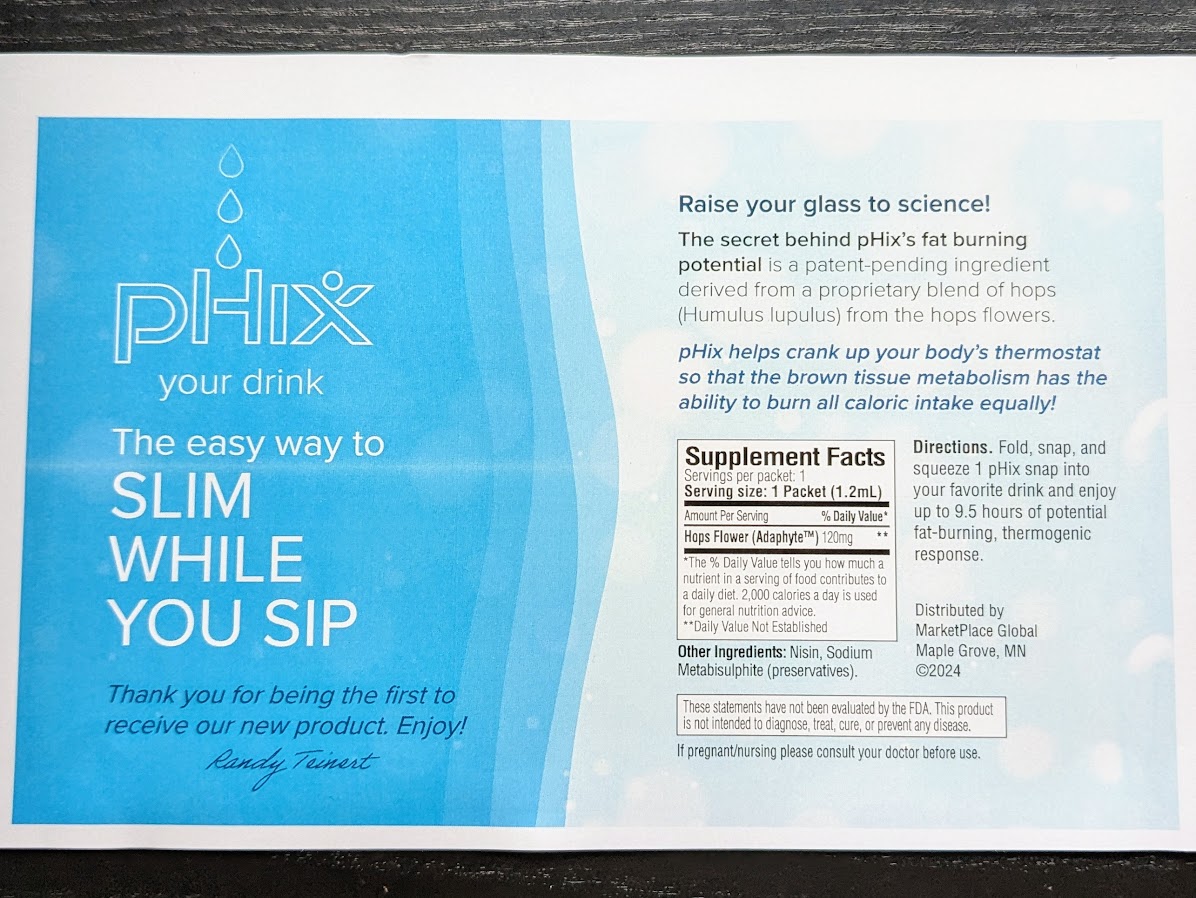 pHix
your drink
The easy way to
SLIM
WHILE
YOU SIP
Thank you for being the first to
receive our new product. Enjoy!
Randy Teinert
Raise your glass to science!
The secret behind pHix's fat burning
potential is a patent-pending ingredient
derived from a proprietary blend of hops
(Humulus lupulus) from the hops flowers.
pHix helps crank up your body's thermostat
so that the brown tissue metabolism has the
ability to burn all caloric intake equally!
Supplement Facts
Servings per packet: 1
Serving size: 1 Packet (1.2mL)
Amount Per Serving % Daily Value*
Hops Flower (Adaphyte™) 120mg **
*The % Daily Value tells you how much a
nutrient in a serving of food contributes to
a daily diet. 2,000 calories a day is used
for general nutrition advice.
**Daily Value Not Established
Other Ingredients: Nisin, Sodium
Metabisulphite (preservatives).
Directions. Fold, snap, and
squeeze 1 pHix snap into
your favorite drink and enjoy
up to 9.5 hours of potential
fat-burning, thermogenic
response.
Distributed by
MarketPlace Global
Maple Grove, MN
©2024
These statements have not been evaluated by the FDA. This product
is not intended to diagnose, treat, cure, or prevent any disease.
If pregnant/nursing please consult your doctor before use.